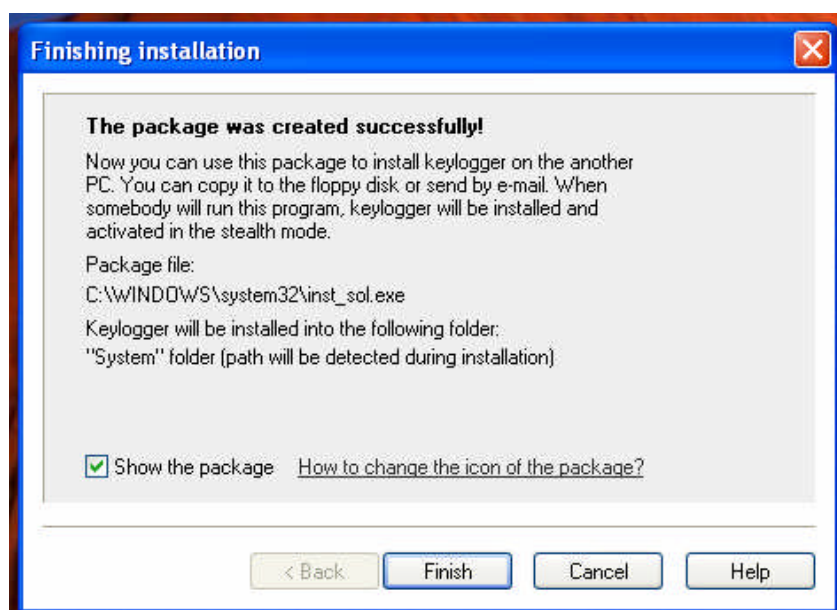 Finishing installation
The package was created successfully!
Now you can use this package to install keylogger on the another
PC. You can copy it to the floppy disk or send by e-mail. When
somebody will run this program, keylogger will be installed and
activated in the stealth mode.
Package file:
C:\WINDOWS\system32\inst_sol.exe
Keylogger will be installed into the following folder:
"System" folder (path will be detected during installation)
Show the package How to change the icon of the package?
< Back Finish Cancel Help